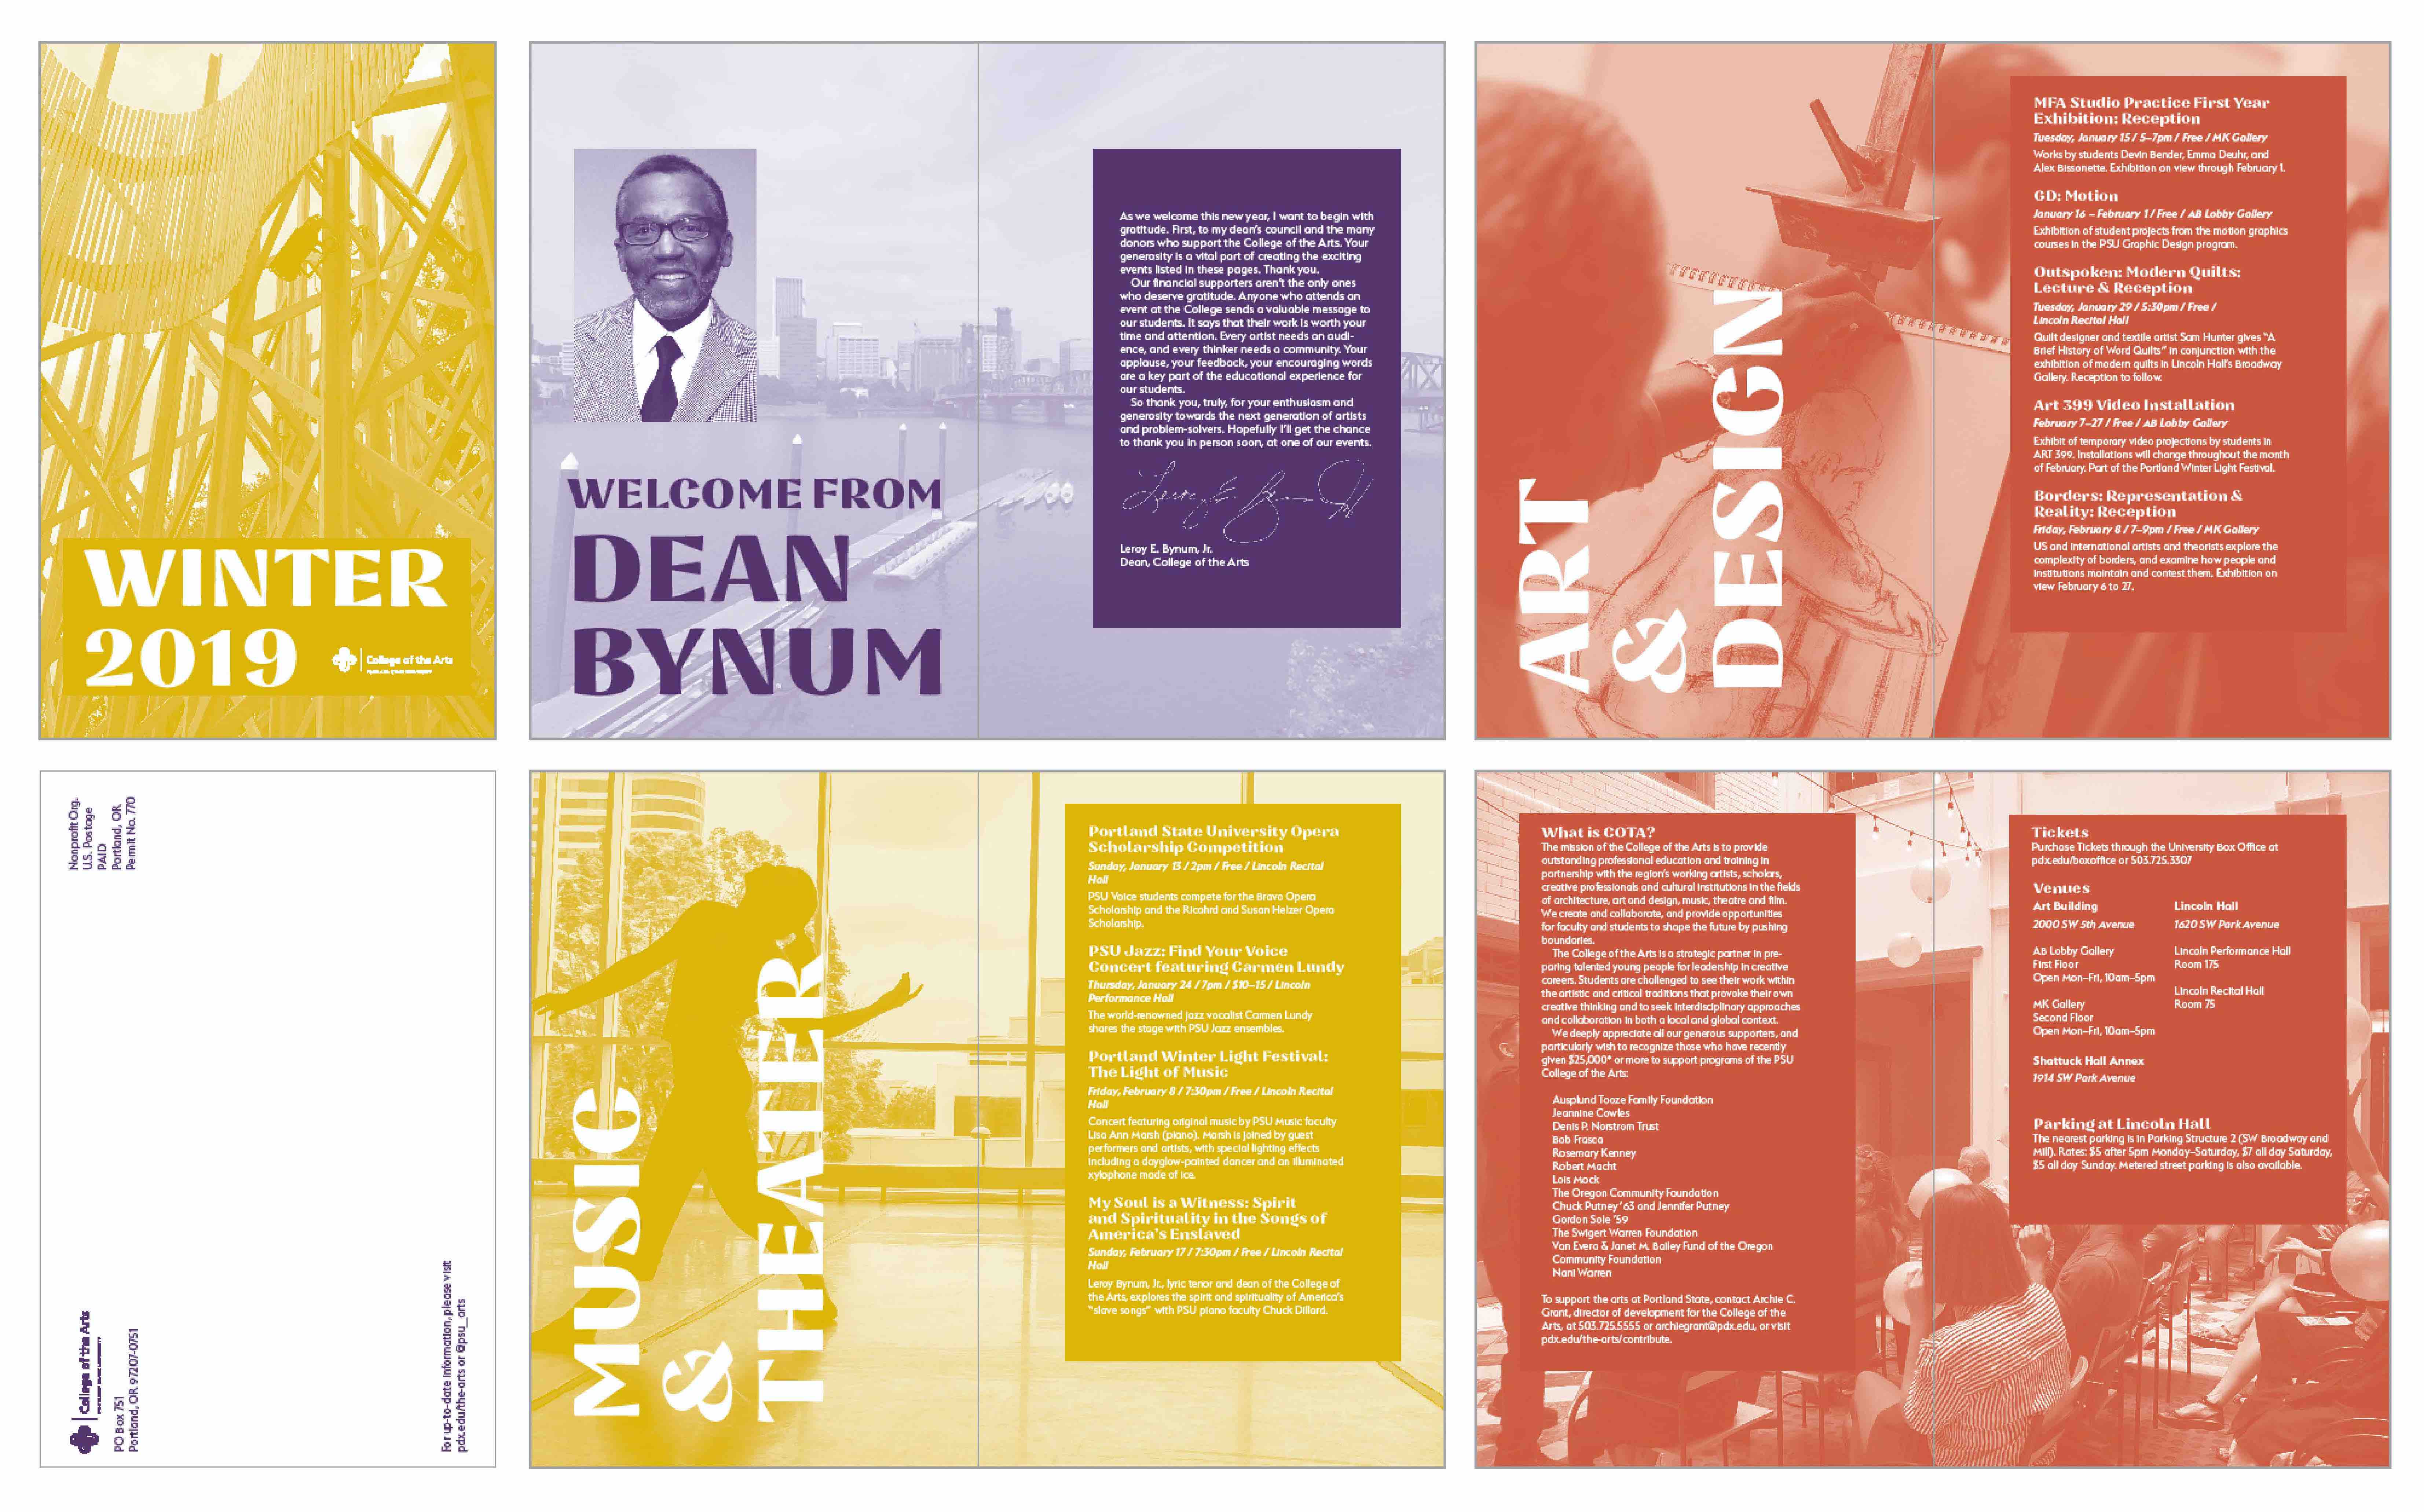 WINTER
2019
College of the Arts
WELCOME FROM
DEAN
BYNUM
As we welcome this new year, I want to begin with
gratitude. First, to my dean's council and the many
donors who support the College of the Arts. Your
generosity is a vital part of creating the exciting
events listed in these pages. Thank you.
Our financial supporters aren't the only ones
who deserve gratitude. Anyone who attends an
event at the College sends a valuable message to
our students. It says that their work is worth your
time and attention. Every artist needs an audi-
ence, and every thinker needs a community. Your
applause, your feedback, your encouraging words
are a key part of the educational experience for
our students.
So thank you, truly, for your enthusiasm and
generosity towards the next generation of artists
and problem-solvers. Hopefully I'll get the chance
to thank you in person soon, at one of our events.
Leroy E. Bynum, Jr.
Dean, College of the Arts
ART
&
DESIGN
MFA Studio Practice First Year
Exhibition: Reception
Tuesday, January 15 / 5–7pm / Free / MK Gallery
Works by students Devin Bender, Emma Deuhr, and
Alex Bissonette. Exhibition on view through February 1.
GD: Motion
January 16 – February 1 / Free / AB Lobby Gallery
Exhibition of student projects from the motion graphics
courses in the PSU Graphic Design program.
Outspoken: Modern Quilts:
Lecture & Reception
Tuesday, January 29 / 5:30pm / Free /
Lincoln Recital Hall
Quilt designer and textile artist Sam Hunter gives "A
Brief History of Word Quilts" in conjunction with the
exhibition of modern quilts in Lincoln Hall's Broadway
Gallery. Reception to follow.
Art 399 Video Installation
February 7–27 / Free / AB Lobby Gallery
Exhibit of temporary video projections by students in
ART 399. Installations will change throughout the month
of February. Part of the Portland Winter Light Festival.
Borders: Representation &
Reality: Reception
Friday, February 8 / 7–9pm / Free / MK Gallery
US and international artists and theorists explore the
complexity of borders, and examine how people and
institutions maintain and contest them. Exhibition on
view February 6 to 27.
Nonprofit Org.
U.S. Postage
PAID
Portland, OR
Permit No. 770
College of the Arts
PO Box 751
Portland, OR 97207-0751
For up-to-date information, please visit
pdx.edu/the-arts or @psu_arts
MUSIC
&
THEATER
Portland State University Opera
Scholarship Competition
Sunday, January 13 / 2pm / Free / Lincoln Recital
Hall
PSU Voice students compete for the Bravo Opera
Scholarship and the Ricahrd and Susan Helzer Opera
Scholarship.
PSU Jazz: Find Your Voice
Concert featuring Carmen Lundy
Thursday, January 24 / 7pm / $10–15 / Lincoln
Performance Hall
The world-renowned jazz vocalist Carmen Lundy
shares the stage with PSU Jazz ensembles.
Portland Winter Light Festival:
The Light of Music
Friday, February 8 / 7:30pm / Free / Lincoln Recital
Hall
Concert featuring original music by PSU Music faculty
Lisa Ann Marsh (piano). Marsh is joined by guest
performers and artists, with special lighting effects
including a dayglow-painted dancer and an illuminated
xylophone made of ice.
My Soul is a Witness: Spirit
and Spirituality in the Songs of
America's Enslaved
Sunday, February 17 / 7:30pm / Free / Lincoln Recital
Hall
Leroy Bynum, Jr., lyric tenor and dean of the College of
the Arts, explores the spirit and spirituality of America's
"slave songs" with PSU piano faculty Chuck Dillard.
What is COTA?
The mission of the College of the Arts is to provide
outstanding professional education and training in
partnership with the region's working artists, scholars,
creative professionals and cultural institutions in the fields
of architecture, art and design, music, theatre and film.
We create and collaborate, and provide opportunities
for faculty and students to shape the future by pushing
boundaries.
The College of the Arts is a strategic partner in pre-
paring talented young people for leadership in creative
careers. Students are challenged to see their work within
the artistic and critical traditions that provoke their own
creative thinking and to seek interdisciplinary approaches
and collaboration in both a local and global context.
We deeply appreciate all our generous supporters, and
particularly wish to recognize those who have recently
given $25,000* or more to support programs of the PSU
College of the Arts:
Ausplund Tooze Family Foundation
Jeannine Cowles
Denis P. Norstrom Trust
Bob Frasca
Rosemary Kenney
Robert Macht
Lois Mock
The Oregon Community Foundation
Chuck Putney '63 and Jennifer Putney
Gordon Sole '59
The Swigert Warren Foundation
Van Evera & Janet M. Bailey Fund of the Oregon
Community Foundation
Nani Warren
To support the arts at Portland State, contact Archie C.
Grant, director of development for the College of the
Arts, at 503.725.5555 or archiegrant@pdx.edu, or visit
pdx.edu/the-arts/contribute.
Tickets
Purchase Tickets through the University Box Office at
pdx.edu/boxoffice or 503.725.3307
Venues
Art Building
2000 SW 5th Avenue
AB Lobby Gallery
First Floor
Open Mon–Fri, 10am–5pm
MK Gallery
Second Floor
Open Mon–Fri, 10am–5pm
Shattuck Hall Annex
1914 SW Park Avenue
Lincoln Hall
1620 SW Park Avenue
Lincoln Performance Hall
Room 175
Lincoln Recital Hall
Room 75
Parking at Lincoln Hall
The nearest parking is in Parking Structure 2 (SW Broadway and
Mill). Rates: $5 after 5pm Monday–Saturday, $7 all day Saturday,
$5 all day Sunday. Metered street parking is also available.